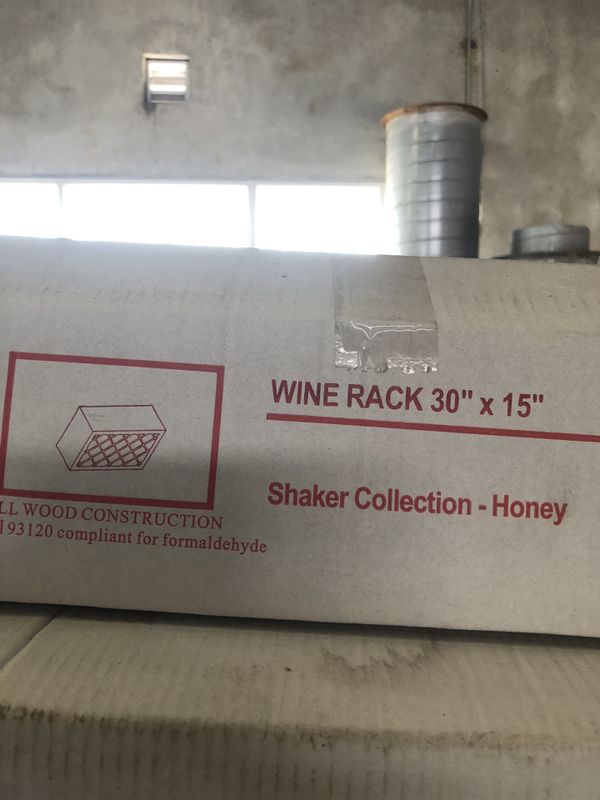 WINE RACK 30" x 15"
Shaker Collection - Honey
LL WOOD CONSTRUCTION
93120 compliant for formaldehyde